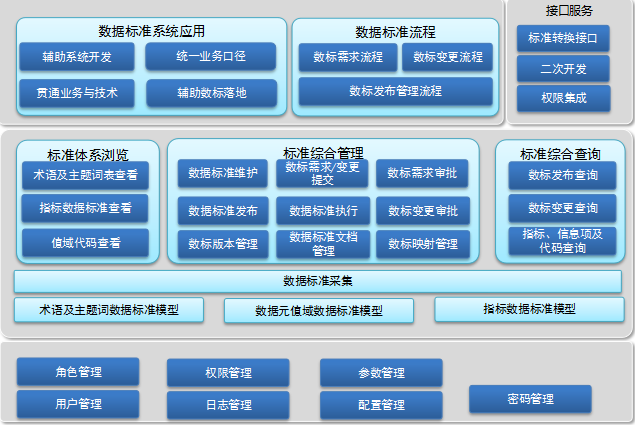 数据标准系统应用
辅助系统开发
统一业务口径
贯通业务与技术
辅助数标落地
数据标准流程
数标需求流程
数标变更流程
数标发布管理流程
接口服务
标准转换接口
二次开发
权限集成
标准体系浏览
术语及主题词表查看
指标数据标准查看
值域代码查看
标准综合管理
数据标准维护
数标需求/变更
提交
数标需求审批
数据标准发布
数据标准执行
数标变更审批
数标版本管理
数据标准文档
管理
数标映射管理
标准综合查询
数标发布查询
数标变更查询
指标、信息项及
代码查询
数据标准采集
术语及主题词数据标准模型
数据元值域数据标准模型
指标数据标准模型
角色管理
权限管理
参数管理
用户管理
日志管理
配置管理
密码管理